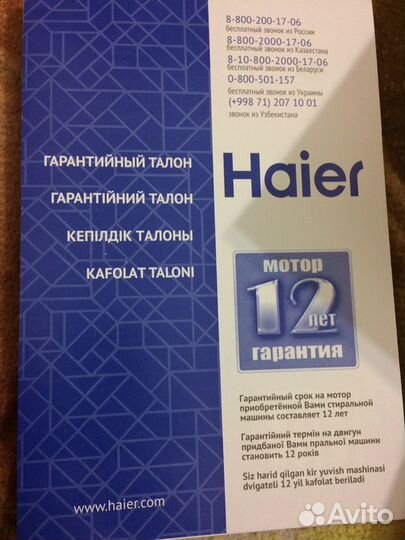 8-800-200-17-06
бесплатный звонок из России
8-800-2000-17-06
бесплатный звонок из Казахстана
8-10-800-2000-17-06
бесплатный звонок из Беларуси
0-800-501-157
бесплатный звонок из Украины
(+998 71) 207 10 01
звонок из Узбекистана
ГАРАНТИЙНЫЙ ТАЛОН
ГАРАНТІЙНИЙ ТАЛОН
КЕПІЛДІК ТАЛОНЫ
KAFOLAT TALONI
Haier
мотор
12 лет
гарантия
Гарантийный срок на мотор
приобретённой Вами стиральной
машины составляет 12 лет
Гарантійний термін на двигун
придбаної Вами пральної машини
становить 12 років
Siz harid qilgan kir yuvish mashinasi
dvigateli 12 yil kafolat beriladi
www.haier.com
Avito